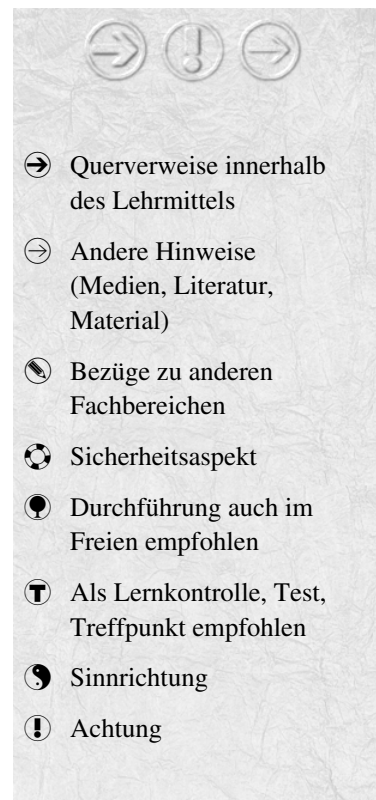 Querverweise innerhalb
des Lehrmittels
Andere Hinweise
(Medien, Literatur,
Material)
Bezüge zu anderen
Fachbereichen
Sicherheitsaspekt
Durchführung auch im
Freien empfohlen
T Als Lernkontrolle, Test,
Treffpunkt empfohlen
Sinnrichtung
! Achtung